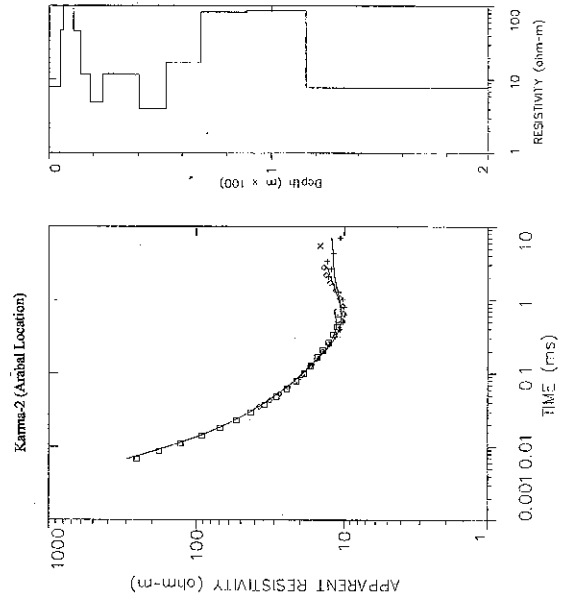 Karma-2 (Arabal Location)
1000
100
10
1
APPARENT RESISTIVITY (ohm-m)
0.001 0.01 0.1 1 10
TIME (ms)
0
1
2
Depth (m x 100)
100
10
1
RESISTIVITY (ohm-m)